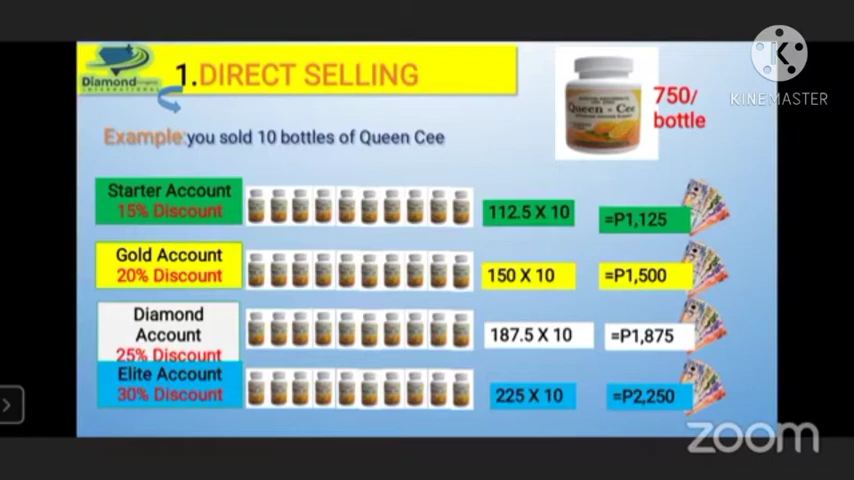 Diamond
INTERNATIONAL
1.DIRECT SELLING
Example:you sold 10 bottles of Queen Cee
Queen - Cee
750/
bottle
KINEMASTER
Starter Account
15% Discount
112.5 X 10
=P1,125
Gold Account
20% Discount
150 X 10
=P1,500
Diamond
Account
25% Discount
187.5 X 10
=P1,875
Elite Account
30% Discount
225 X 10
=P2,250
zoom